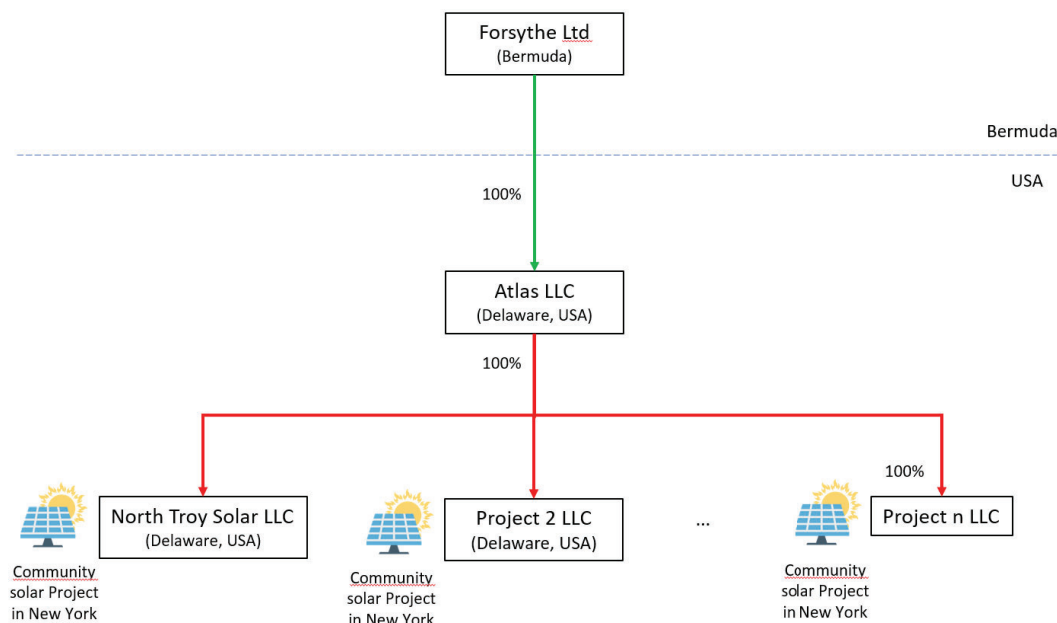 Forsythe Ltd
(Bermuda)
Bermuda
USA
100%
Atlas LLC
(Delaware, USA)
100%
100%
North Troy Solar LLC
(Delaware, USA)
Project 2 LLC
(Delaware, USA)
...
Project n LLC
Community
solar Project
in New York
Community
solar Project
in New York
Community
solar Project
in New York